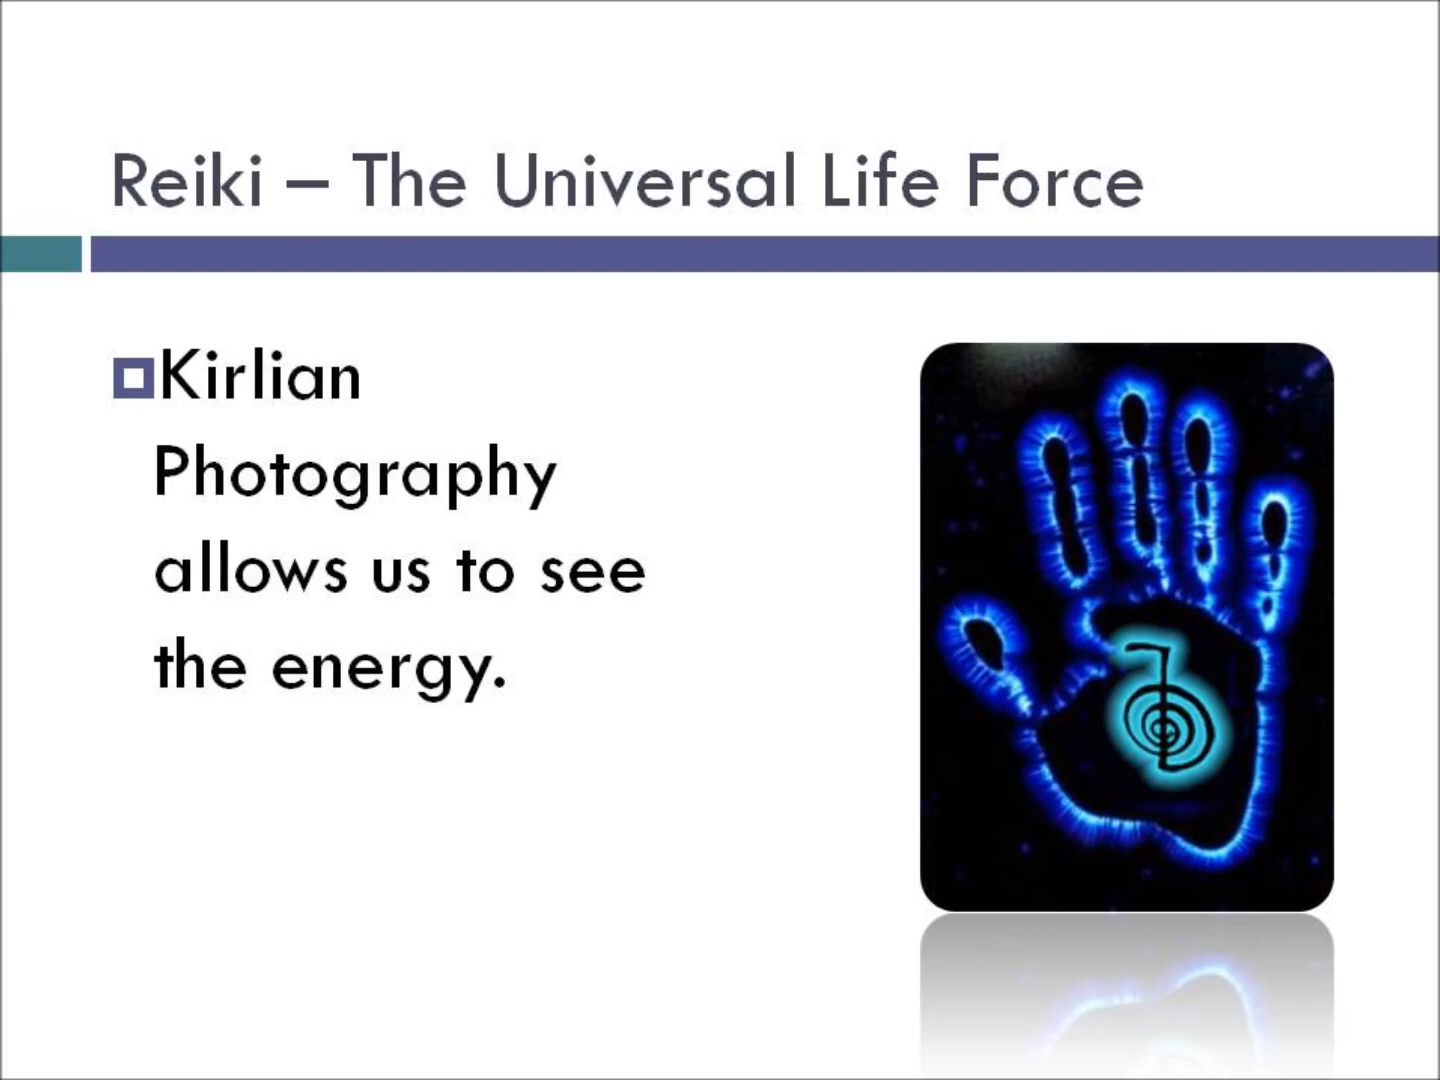 Reiki – The Universal Life Force
Kirlian
Photography
allows us to see
the energy.